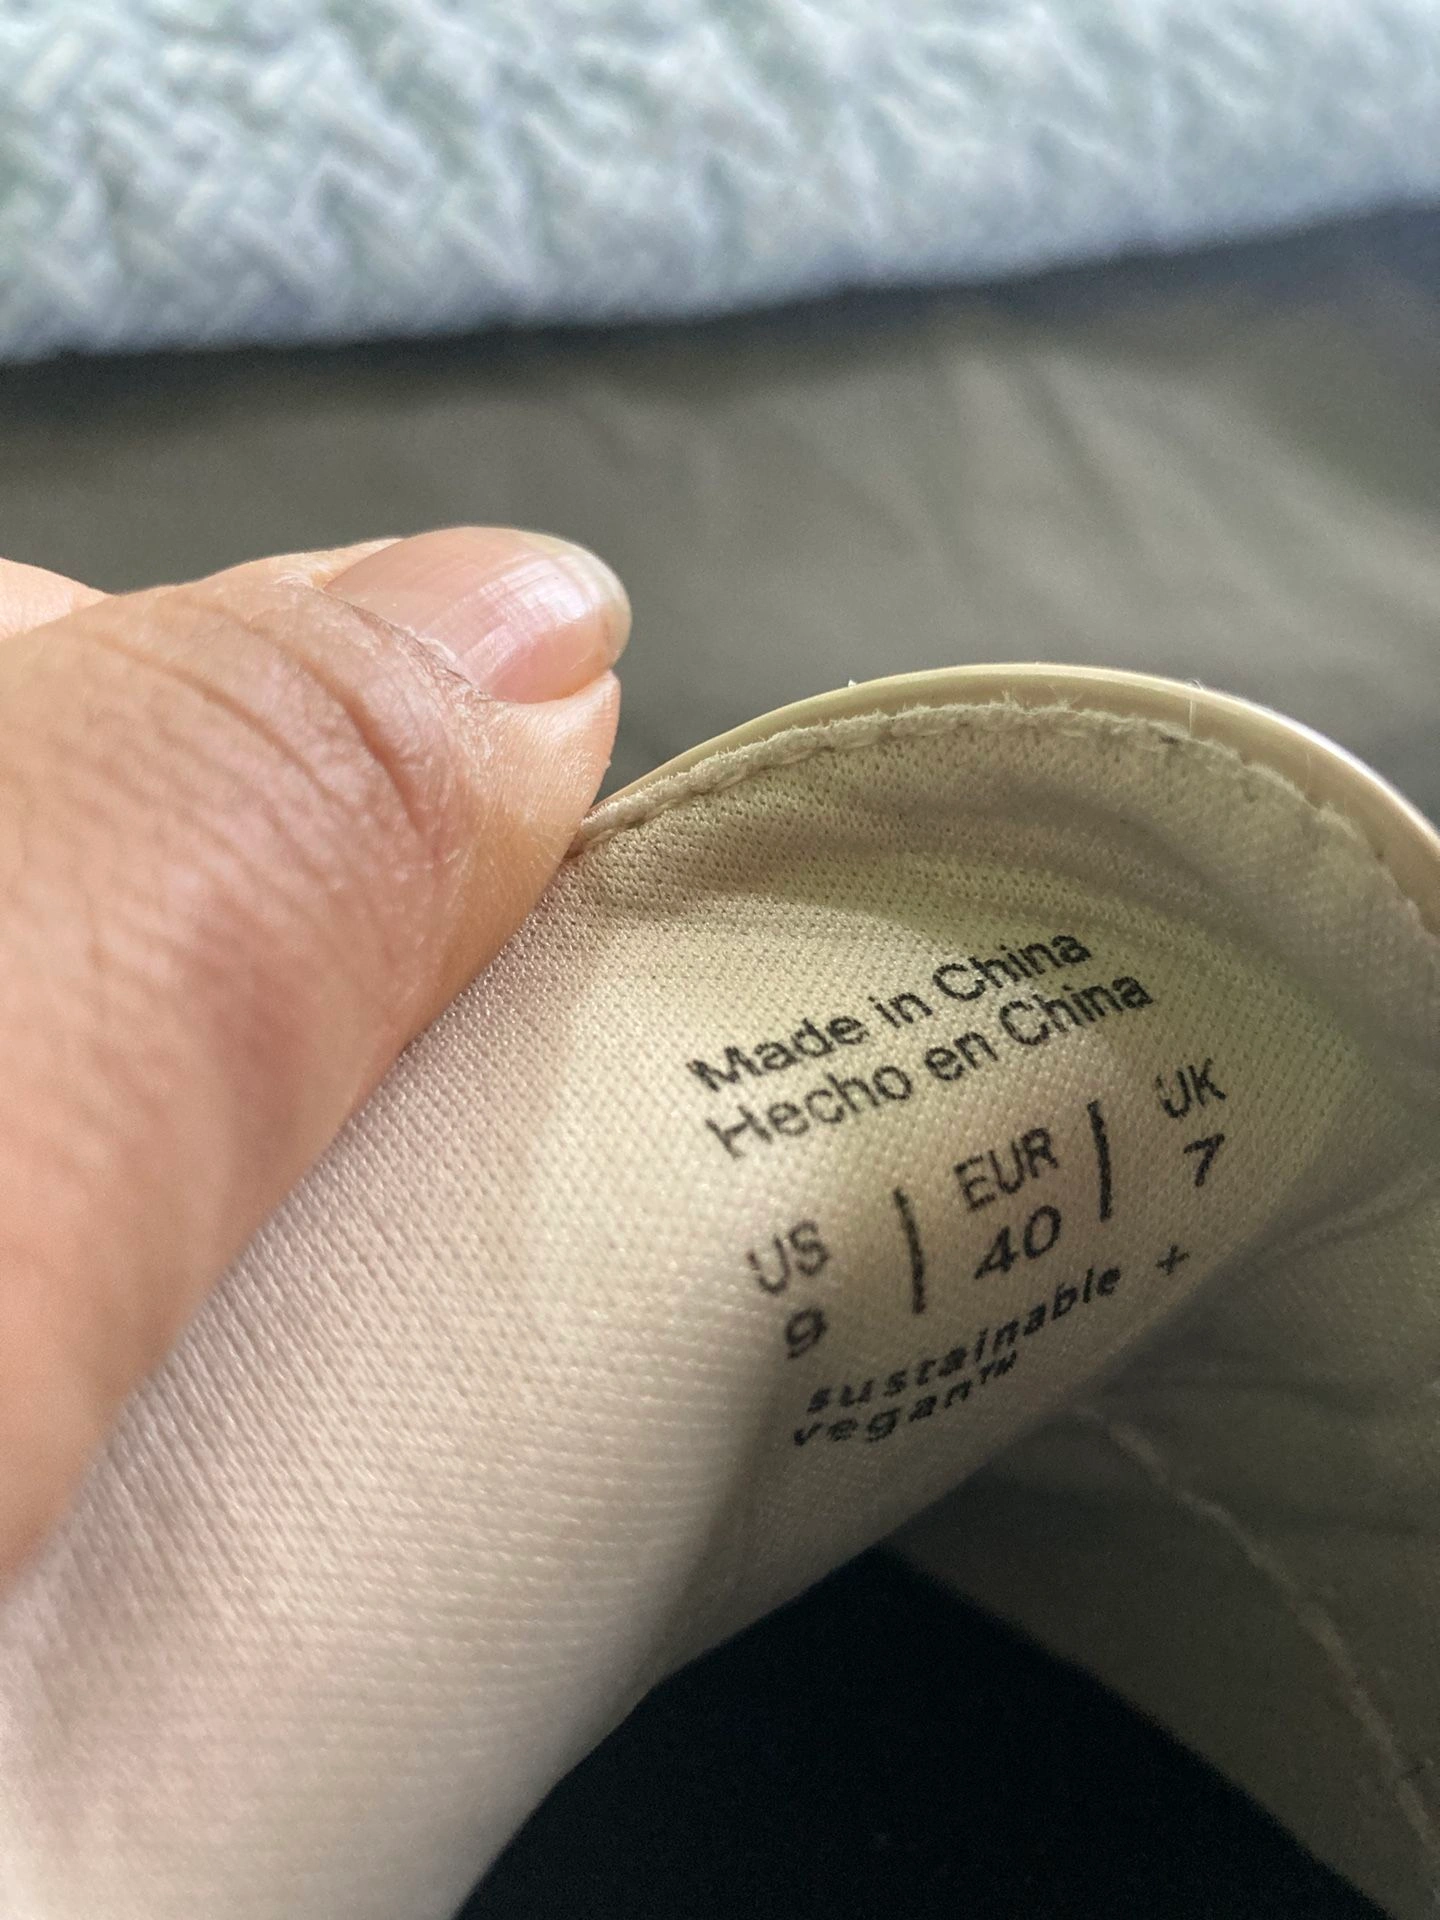 Made in China
Hecho en China
US | EUR | UK
9 | 40 | 7
sustainable +
vegan™